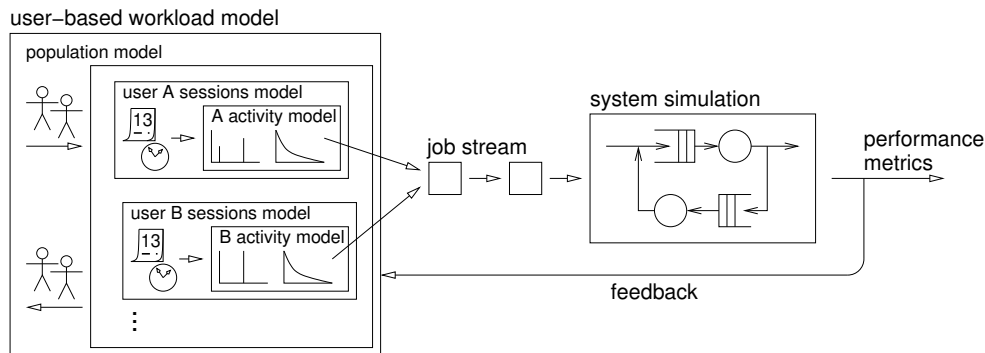 user−based workload model
population model
user A sessions model
13
A activity model
user B sessions model
13
B activity model
⋮
job stream
system simulation
performance
metrics
feedback